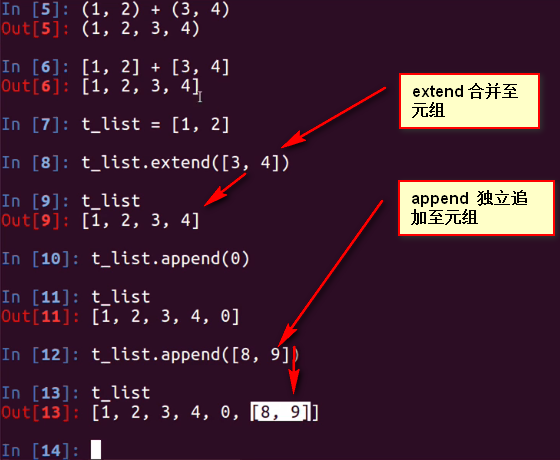 In [5]: (1, 2) + (3, 4)
Out[5]: (1, 2, 3, 4)
In [6]: [1, 2] + [3, 4]
Out[6]: [1, 2, 3, 4]
In [7]: t_list = [1, 2]
In [8]: t_list.extend([3, 4])
In [9]: t_list
Out[9]: [1, 2, 3, 4]
In [10]: t_list.append(0)
In [11]: t_list
Out[11]: [1, 2, 3, 4, 0]
In [12]: t_list.append([8, 9])
In [13]: t_list
Out[13]: [1, 2, 3, 4, 0, [8, 9]]
In [14]:
extend 合并至
元组
append 独立追
加至元组